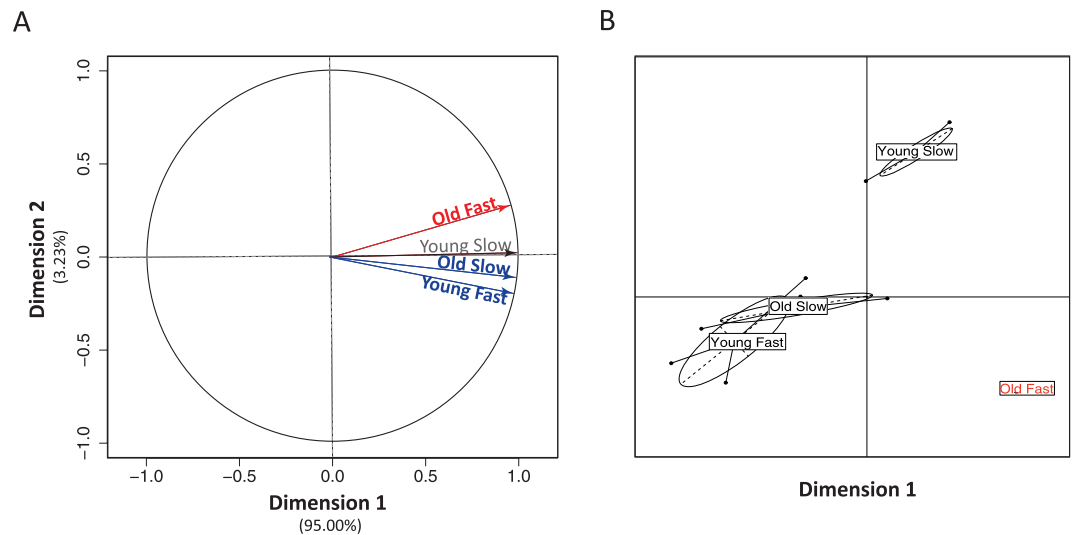 A
B
1.0
0.5
0.0
−0.5
−1.0
Dimension 2
(3.23%)
Old Fast
Young Slow
Old Slow
Young Fast
−1.0
−0.5
0.0
0.5
1.0
Dimension 1
(95.00%)
Young Slow
Old Slow
Young Fast
Old Fast
Dimension 1